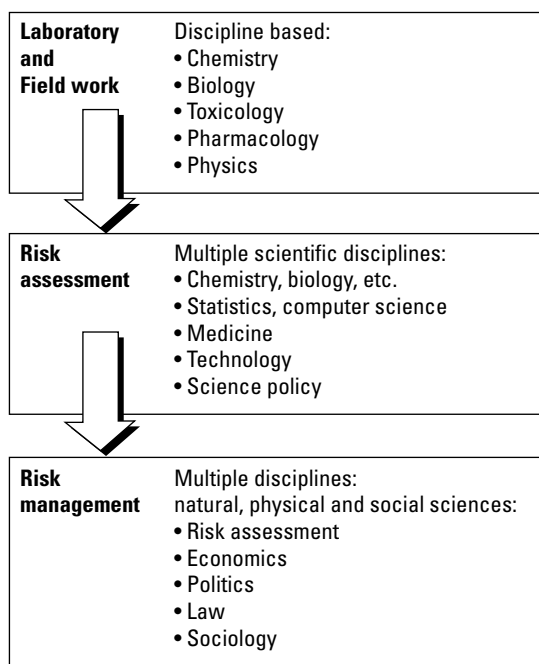 Laboratory
and
Field work
Discipline based:
• Chemistry
• Biology
• Toxicology
• Pharmacology
• Physics
Risk
assessment
Multiple scientific disciplines:
• Chemistry, biology, etc.
• Statistics, computer science
• Medicine
• Technology
• Science policy
Risk
management
Multiple disciplines:
natural, physical and social sciences:
• Risk assessment
• Economics
• Politics
• Law
• Sociology